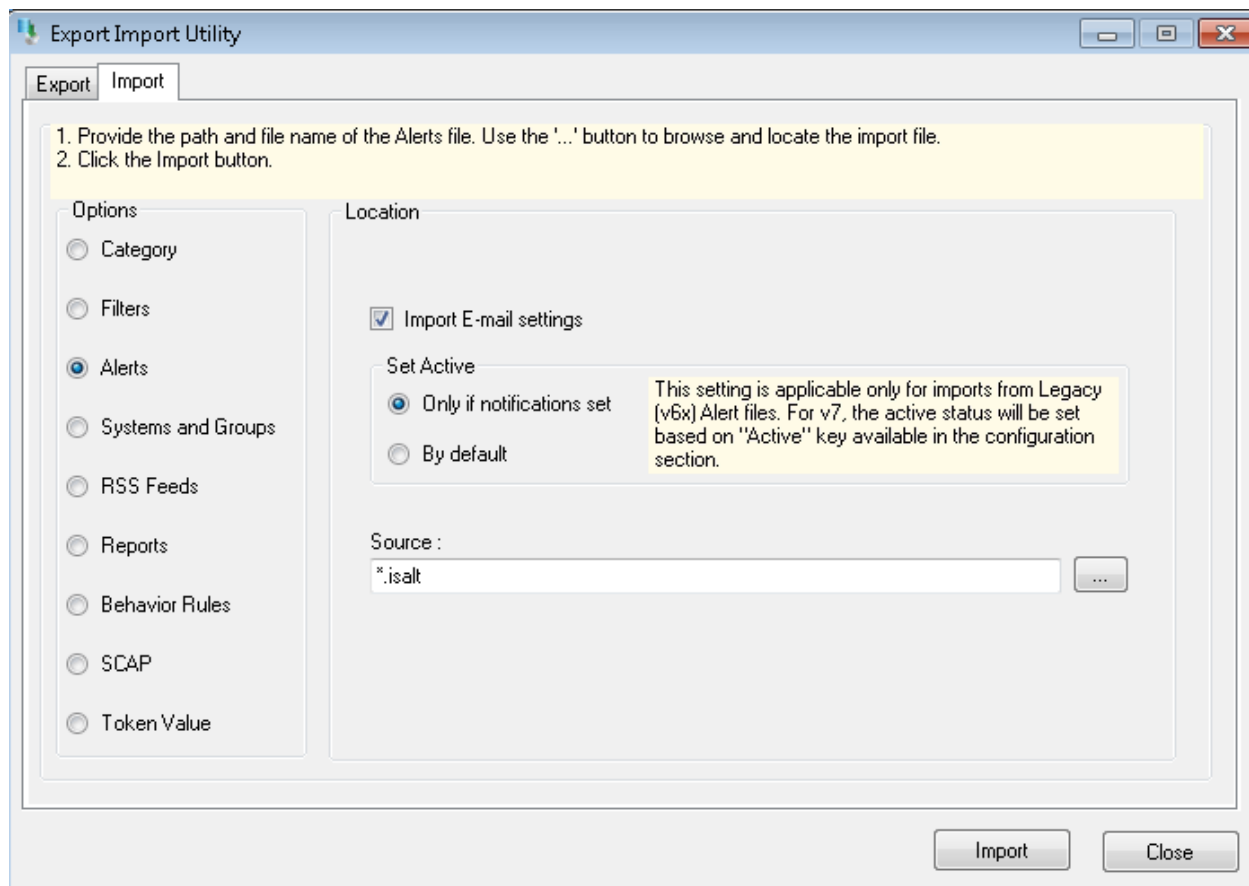 Export Import Utility
Export
Import
1. Provide the path and file name of the Alerts file. Use the '...' button to browse and locate the import file.
2. Click the Import button.
Options
Category
Filters
Alerts
Systems and Groups
RSS Feeds
Reports
Behavior Rules
SCAP
Token Value
Location
Import E-mail settings
Set Active
Only if notifications set
By default
This setting is applicable only for imports from Legacy
(v6x) Alert files. For v7, the active status will be set
based on "Active" key available in the configuration
section.
Source :
*.isalt
...
Import
Close